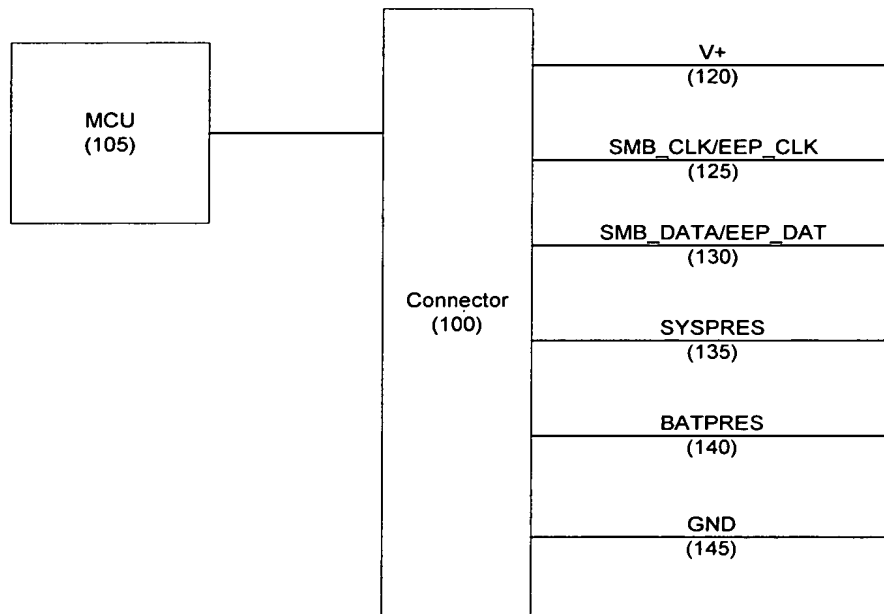 MCU
(105)
Connector
(100)
V+
(120)
SMB_CLK/EEP_CLK
(125)
SMB_DATA/EEP_DAT
(130)
SYSPRES
(135)
BATPRES
(140)
GND
(145)